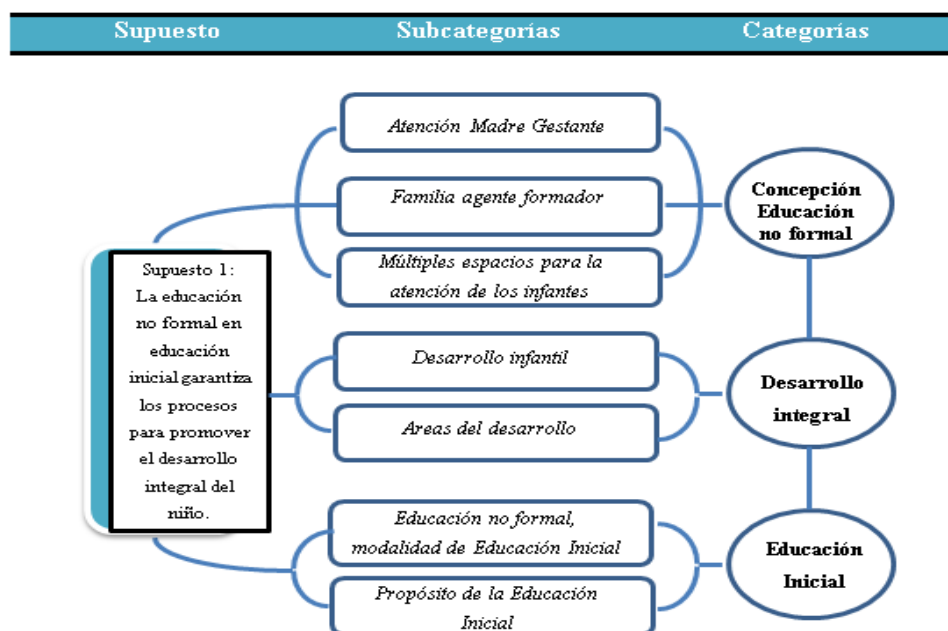 Supuesto Subcategorías Categorías
Supuesto 1:
La educación
no formal en
educación
inicial garantiza
los procesos
para promover
el desarrollo
integral del
niño.
Atención Madre Gestante
Familia agente formador
Múltiples espacios para la
atención de los infantes
Desarrollo infantil
Areas del desarrollo
Educación no formal,
modalidad de Educación Inicial
Propósito de la Educación
Inicial
Concepción
Educación
no formal
Desarrollo
integral
Educación
Inicial